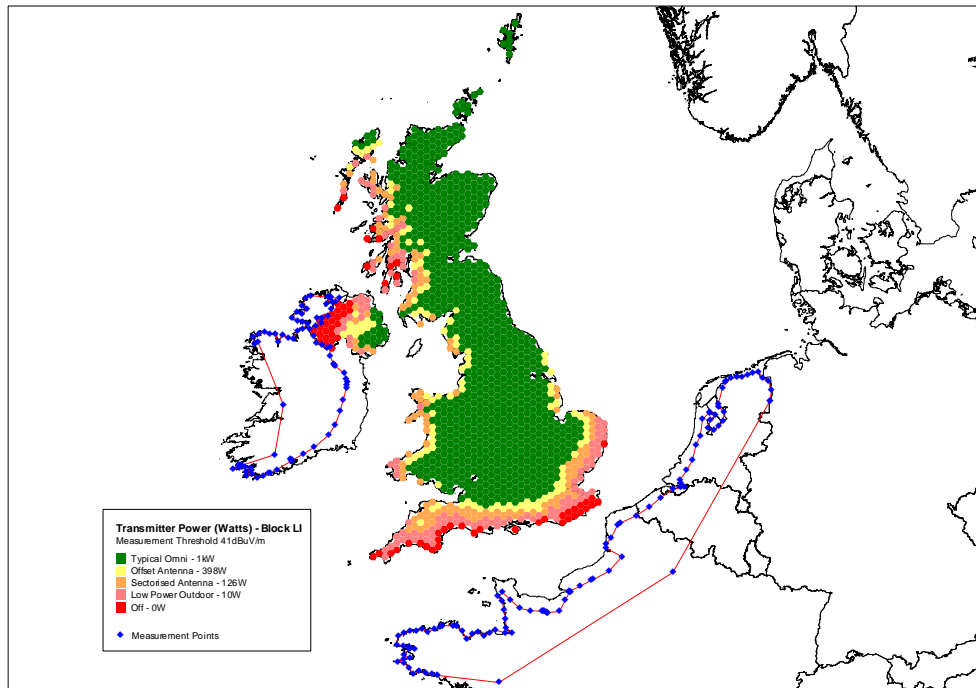 Transmitter Power (Watts) - Block LI
Measurement Threshold 41dBuV/m
Typical Omni - 1kW
Offset Antenna - 398W
Sectorised Antenna - 126W
Low Power Outdoor - 10W
Off - 0W
Measurement Points